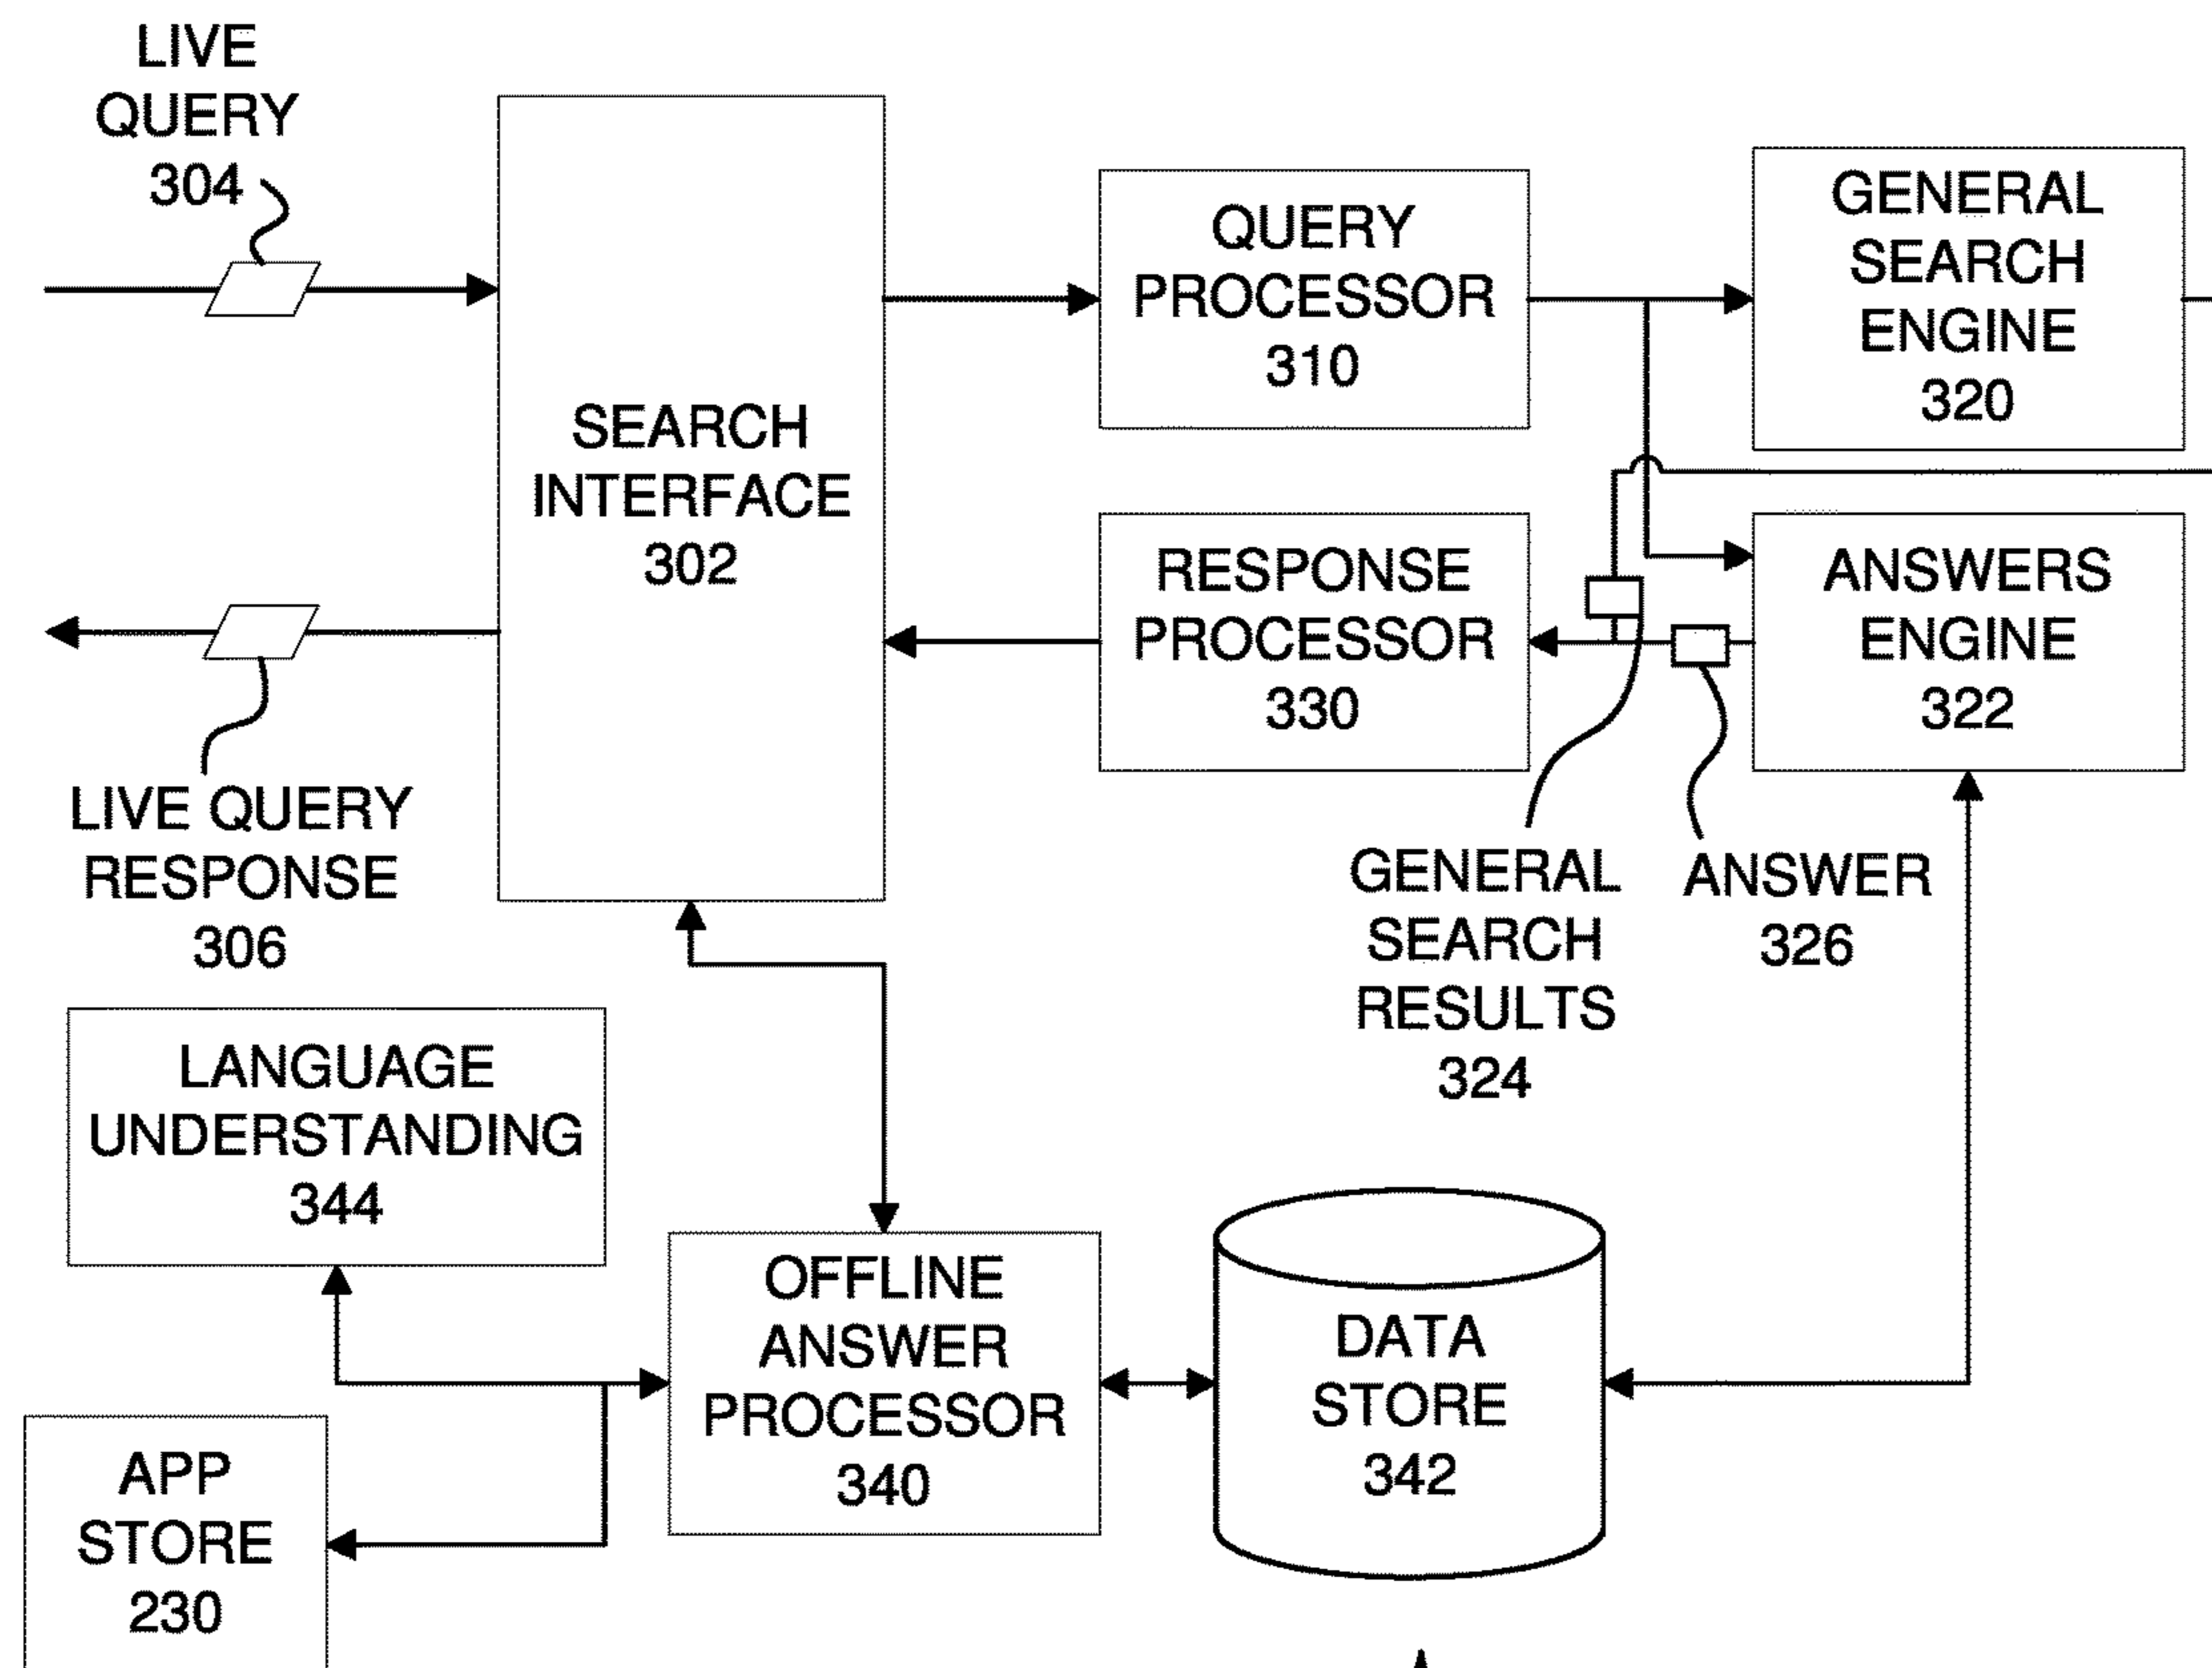 LIVE
QUERY
304
SEARCH
INTERFACE
302
QUERY
PROCESSOR
310
GENERAL
SEARCH
ENGINE
320
RESPONSE
PROCESSOR
330
ANSWERS
ENGINE
322
LIVE QUERY
RESPONSE
306
GENERAL
SEARCH
RESULTS
324
ANSWER
326
LANGUAGE
UNDERSTANDING
344
OFFLINE
ANSWER
PROCESSOR
340
DATA
STORE
342
APP
STORE
230